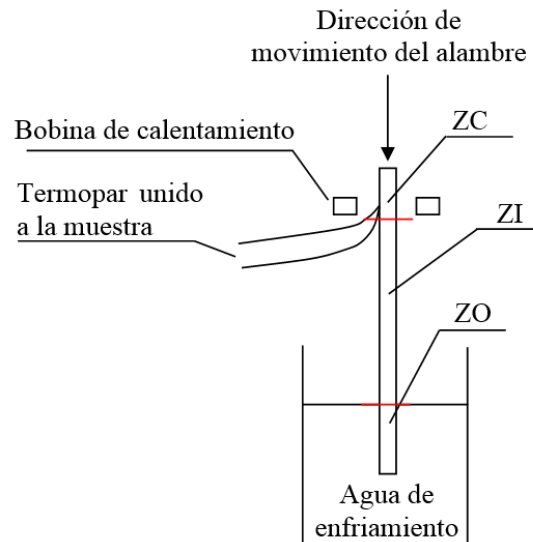 Dirección de
movimiento del alambre
Bobina de calentamiento
ZC
Termopar unido
a la muestra
ZI
ZO
Agua de
enfriamiento